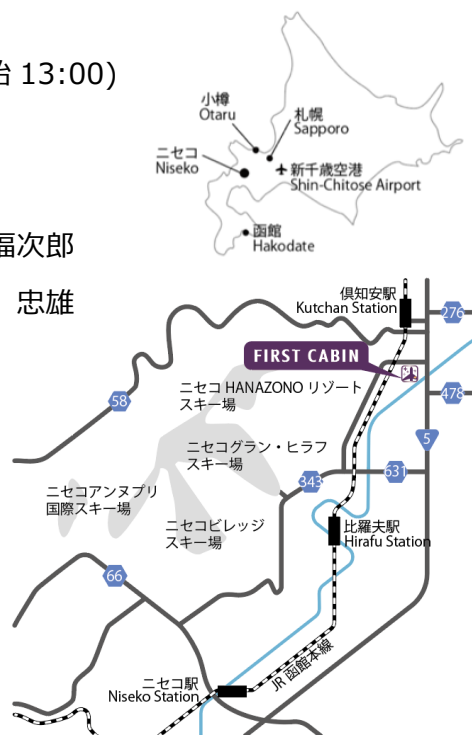 始 13:00)
小樽
Otaru
札幌
Sapporo
ニセコ
Niseko
新千歳空港
Shin-Chitose Airport
函館
Hakodate
福次郎
忠雄
倶知安駅
Kutchan Station
276
FIRST CABIN
ニセコ HANAZONO リゾート
スキー場
58
478
5
ニセコグラン・ヒラフ
スキー場
343
631
ニセコアンヌプリ
国際スキー場
ニセコビレッジ
スキー場
比羅夫駅
Hirafu Station
66
JR 函館本線
ニセコ駅
Niseko Station